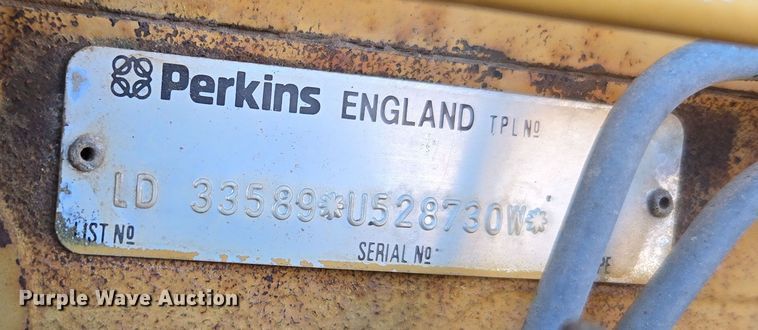 Perkins ENGLAND TPL Nº
LD 33589*U528730W*
LIST Nº SERIAL Nº
Purple Wave Auction